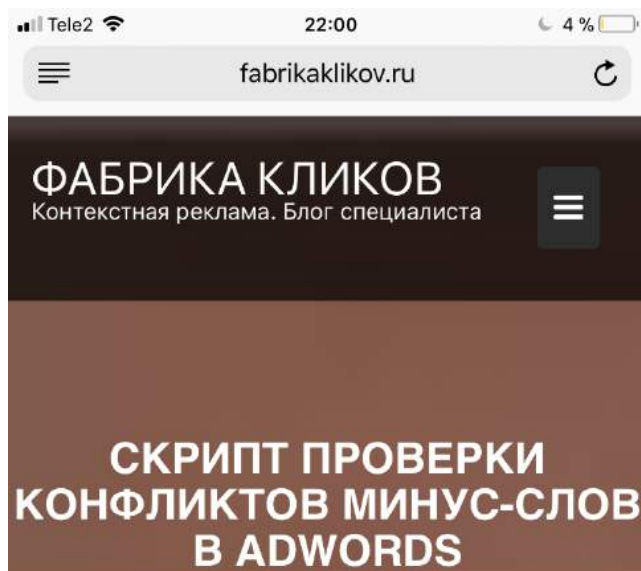 Tele2
22:00
4 %
fabrikaklikov.ru
ФАБРИКА КЛИКОВ
Контекстная реклама. Блог специалиста
СКРИПТ ПРОВЕРКИ
КОНФЛИКТОВ МИНУС-СЛОВ
В ADWORDS